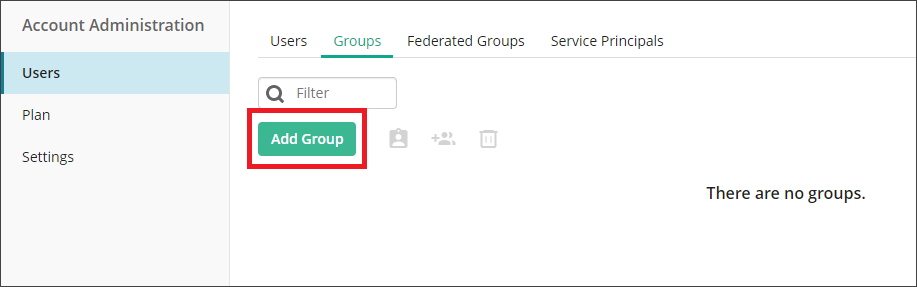 Account Administration
Users
Plan
Settings
Users Groups Federated Groups Service Principals
Filter
Add Group
There are no groups.